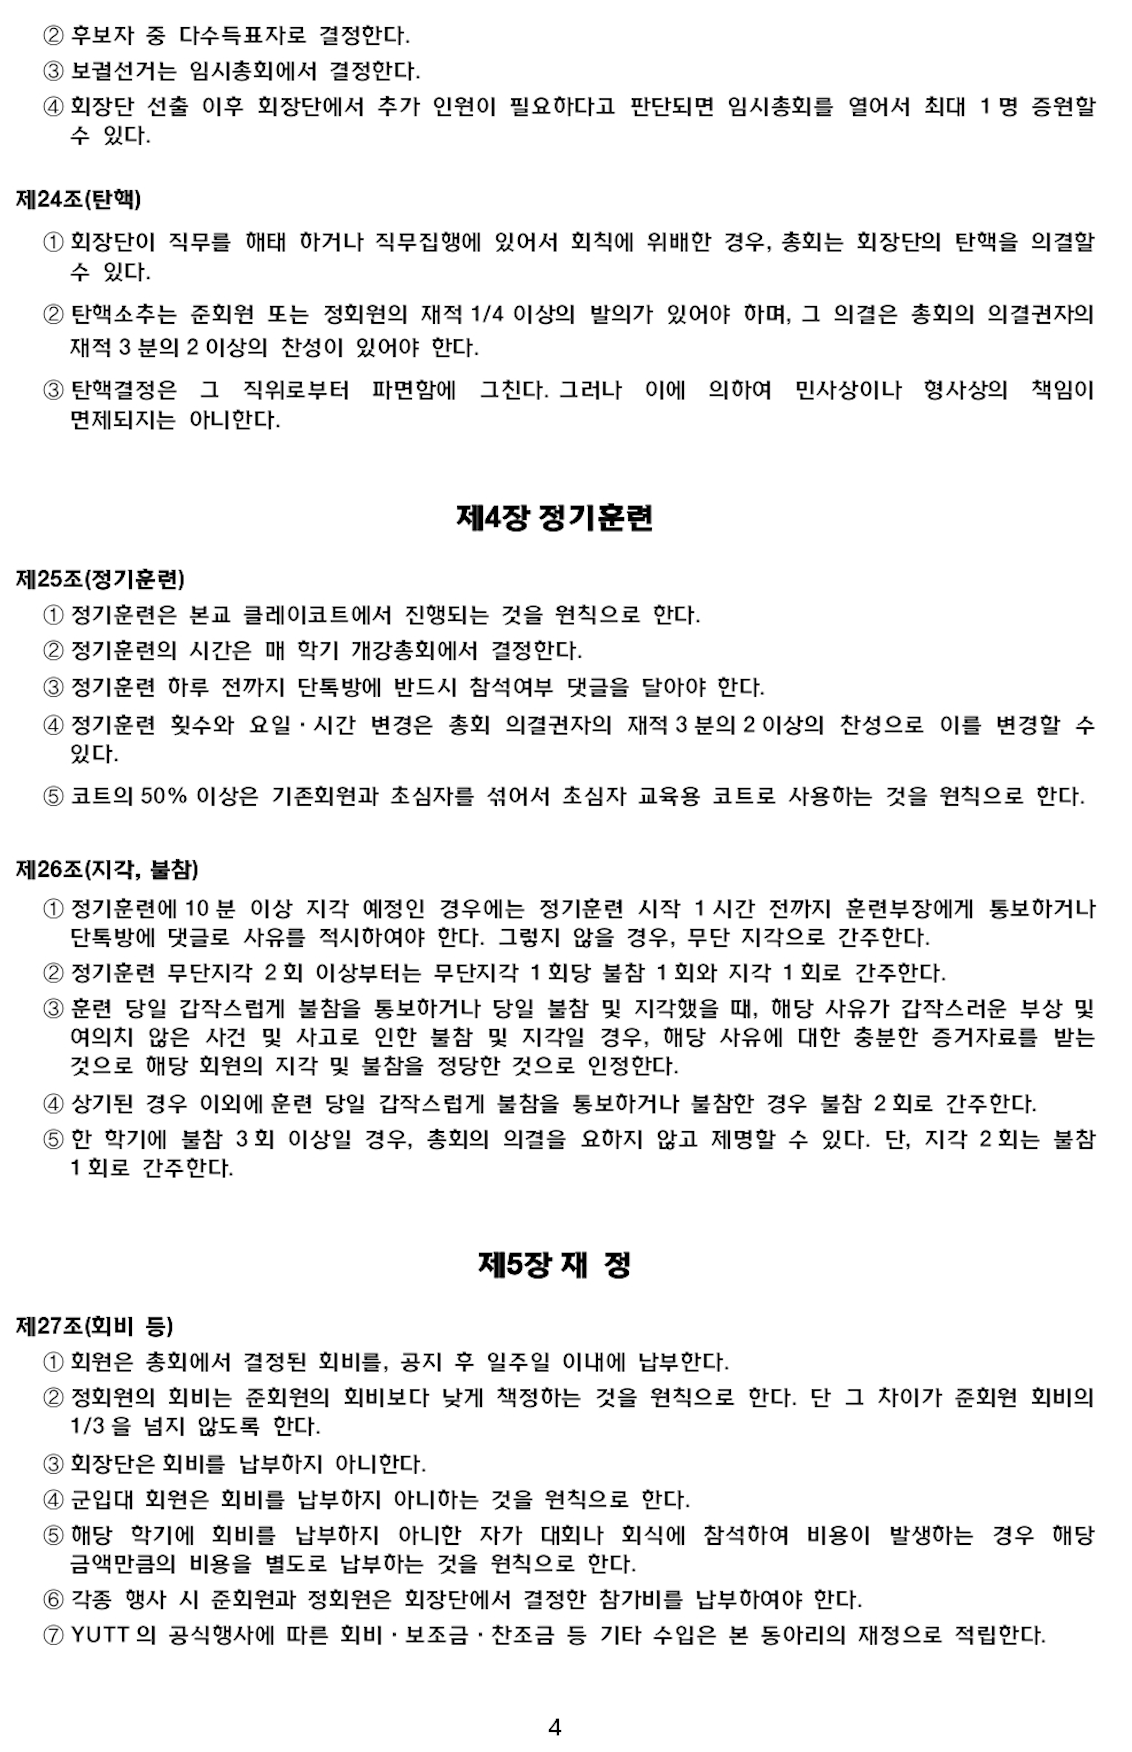 ② 후보자 중 다수득표자로 결정한다.
③ 보궐선거는 임시총회에서 결정한다.
④ 회장단 선출 이후 회장단에서 추가 인원이 필요하다고 판단되면 임시총회를 열어서 최대 1명 증원할
수 있다.
제24조(탄핵)
① 회장단이 직무를 해태 하거나 직무집행에 있어서 회칙에 위배한 경우, 총회는 회장단의 탄핵을 의결할
수 있다.
② 탄핵소추는 준회원 또는 정회원의 재적 1/4 이상의 발의가 있어야 하며, 그 의결은 총회의 의결권자의
재적 3분의 2 이상의 찬성이 있어야 한다.
③ 탄핵결정은 그 직위로부터 파면함에 그친다. 그러나 이에 의하여 민사상이나 형사상의 책임이
면제되지는 아니한다.
제4장 정기훈련
제25조(정기훈련)
① 정기훈련은 본교 클레이코트에서 진행되는 것을 원칙으로 한다.
② 정기훈련의 시간은 매 학기 개강총회에서 결정한다.
③ 정기훈련 하루 전까지 단톡방에 반드시 참석여부 댓글을 달아야 한다.
④ 정기훈련 횟수와 요일·시간 변경은 총회 의결권자의 재적 3분의 2 이상의 찬성으로 이를 변경할 수
있다.
⑤ 코트의 50% 이상은 기존회원과 초심자를 섞어서 초심자 교육용 코트로 사용하는 것을 원칙으로 한다.
제26조(지각, 불참)
① 정기훈련에 10분 이상 지각 예정인 경우에는 정기훈련 시작 1시간 전까지 훈련부장에게 통보하거나
단톡방에 댓글로 사유를 적시하여야 한다. 그렇지 않을 경우, 무단 지각으로 간주한다.
② 정기훈련 무단지각 2회 이상부터는 무단지각 1회당 불참 1회와 지각 1회로 간주한다.
③ 훈련 당일 갑작스럽게 불참을 통보하거나 당일 불참 및 지각했을 때, 해당 사유가 갑작스러운 부상 및
여의치 않은 사건 및 사고로 인한 불참 및 지각일 경우, 해당 사유에 대한 충분한 증거자료를 받는
것으로 해당 회원의 지각 및 불참을 정당한 것으로 인정한다.
④ 상기된 경우 이외에 훈련 당일 갑작스럽게 불참을 통보하거나 불참한 경우 불참 2회로 간주한다.
⑤ 한 학기에 불참 3회 이상일 경우, 총회의 의결을 요하지 않고 제명할 수 있다. 단, 지각 2회는 불참
1회로 간주한다.
제5장 재 정
제27조(회비 등)
① 회원은 총회에서 결정된 회비를, 공지 후 일주일 이내에 납부한다.
② 정회원의 회비는 준회원의 회비보다 낮게 책정하는 것을 원칙으로 한다. 단 그 차이가 준회원 회비의
1/3을 넘지 않도록 한다.
③ 회장단은 회비를 납부하지 아니한다.
④ 군입대 회원은 회비를 납부하지 아니하는 것을 원칙으로 한다.
⑤ 해당 학기에 회비를 납부하지 아니한 자가 대회나 회식에 참석하여 비용이 발생하는 경우 해당
금액만큼의 비용을 별도로 납부하는 것을 원칙으로 한다.
⑥ 각종 행사 시 준회원과 정회원은 회장단에서 결정한 참가비를 납부하여야 한다.
⑦ YUTT의 공식행사에 따른 회비·보조금·찬조금 등 기타 수입은 본 동아리의 재정으로 적립한다.
4